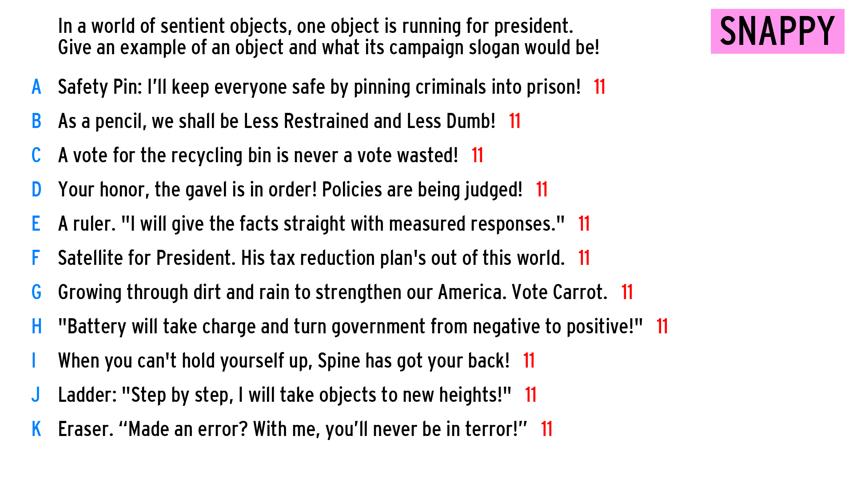 In a world of sentient objects, one object is running for president.
Give an example of an object and what its campaign slogan would be!
SNAPPY
A Safety Pin: I’ll keep everyone safe by pinning criminals into prison! 11
B As a pencil, we shall be Less Restrained and Less Dumb! 11
C A vote for the recycling bin is never a vote wasted! 11
D Your honor, the gavel is in order! Policies are being judged! 11
E A ruler. "I will give the facts straight with measured responses." 11
F Satellite for President. His tax reduction plan's out of this world. 11
G Growing through dirt and rain to strengthen our America. Vote Carrot. 11
H "Battery will take charge and turn government from negative to positive!" 11
I When you can't hold yourself up, Spine has got your back! 11
J Ladder: "Step by step, I will take objects to new heights!" 11
K Eraser. “Made an error? With me, you’ll never be in terror!” 11